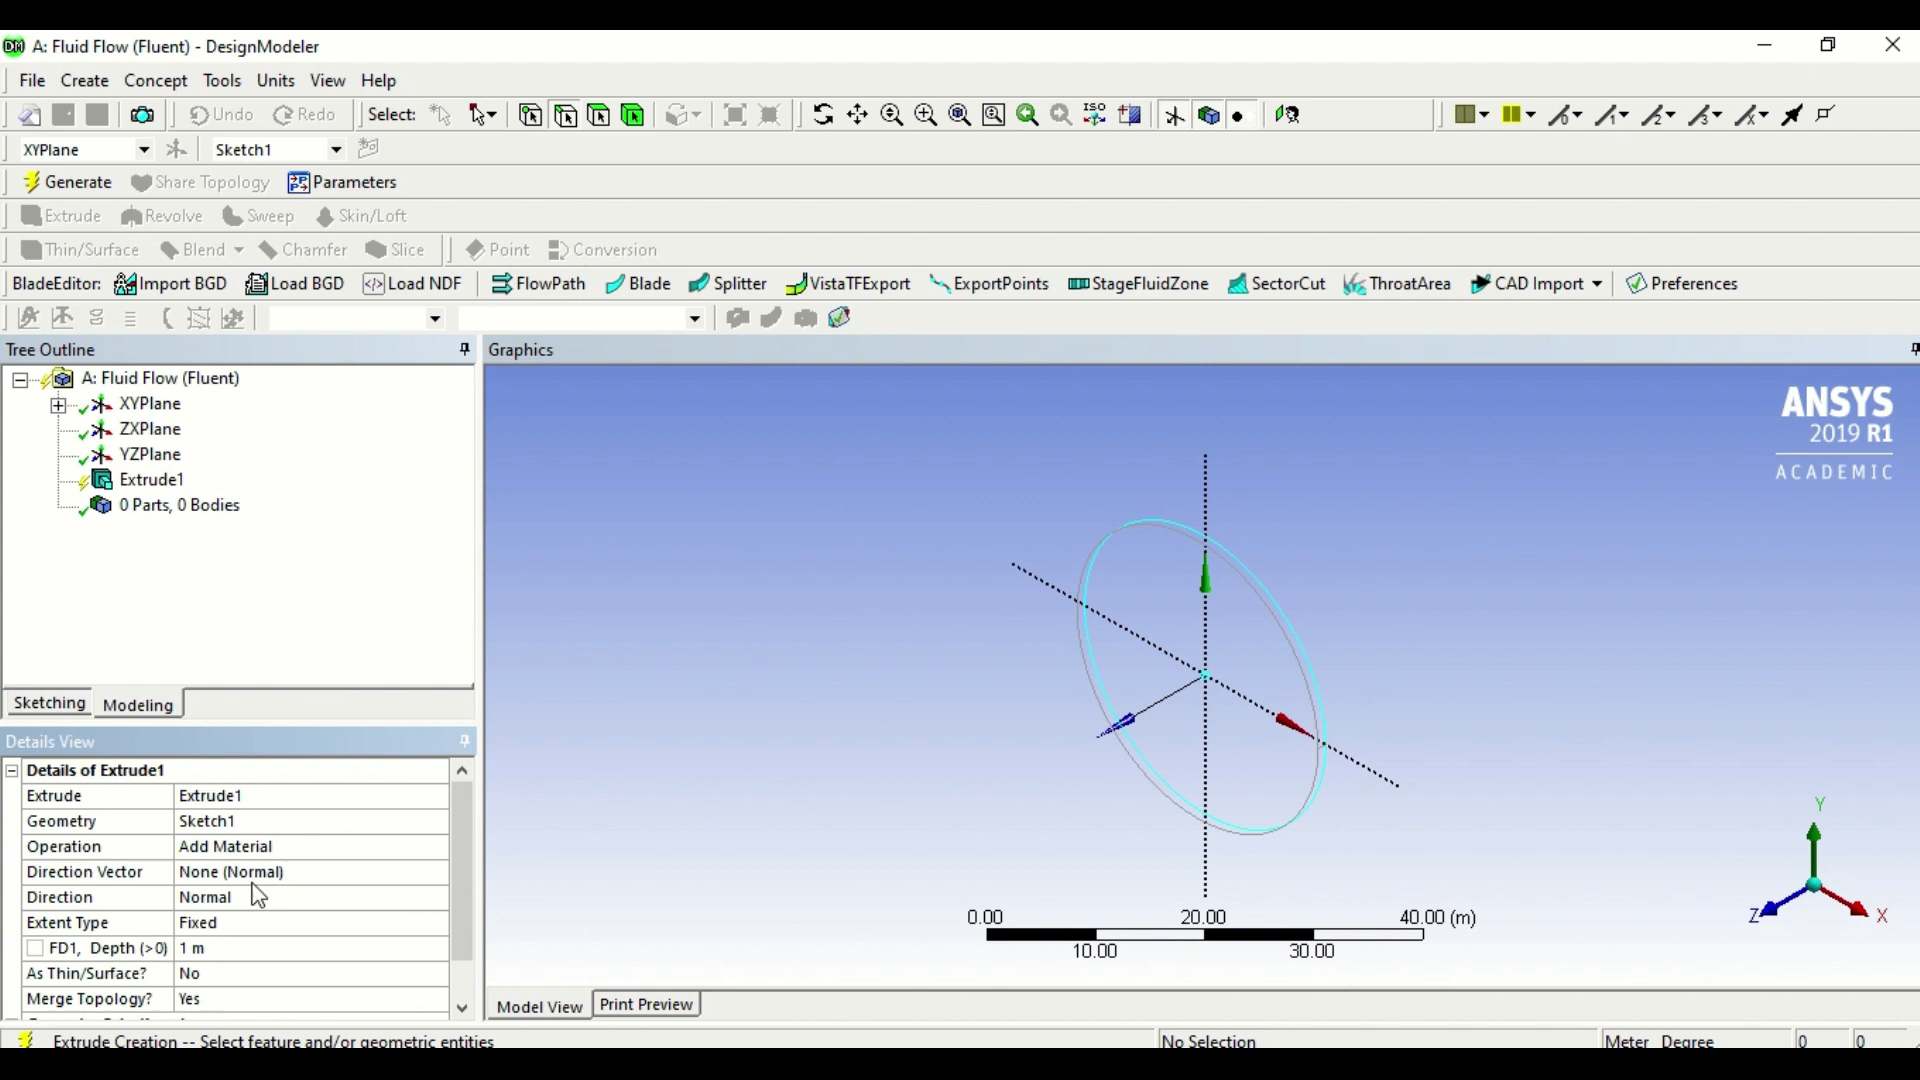 DM A: Fluid Flow (Fluent) - DesignModeler
File Create Concept Tools Units View Help
Undo Redo Select: ISO
XYPlane Sketch1
Generate Share Topology Parameters
Extrude Revolve Sweep Skin/Loft
Thin/Surface Blend Chamfer Slice Point Conversion
BladeEditor: Import BGD Load BGD Load NDF FlowPath Blade Splitter VistaTFExport ExportPoints StageFluidZone SectorCut ThroatArea CAD Import Preferences
Tree Outline
A: Fluid Flow (Fluent)
XYPlane
ZXPlane
YZPlane
Extrude1
0 Parts, 0 Bodies
Sketching Modeling
Details View
Details of Extrude1
Extrude Extrude1
Geometry Sketch1
Operation Add Material
Direction Vector None (Normal)
Direction Normal
Extent Type Fixed
FD1, Depth (>0) 1 m
As Thin/Surface? No
Merge Topology? Yes
Graphics
ANSYS
2019 R1
ACADEMIC
0.00 20.00 40.00 (m)
10.00 30.00
Y
Z
X
Model View Print Preview
Extrude Creation -- Select feature and/or geometric entities No Selection Meter Degree 0 0